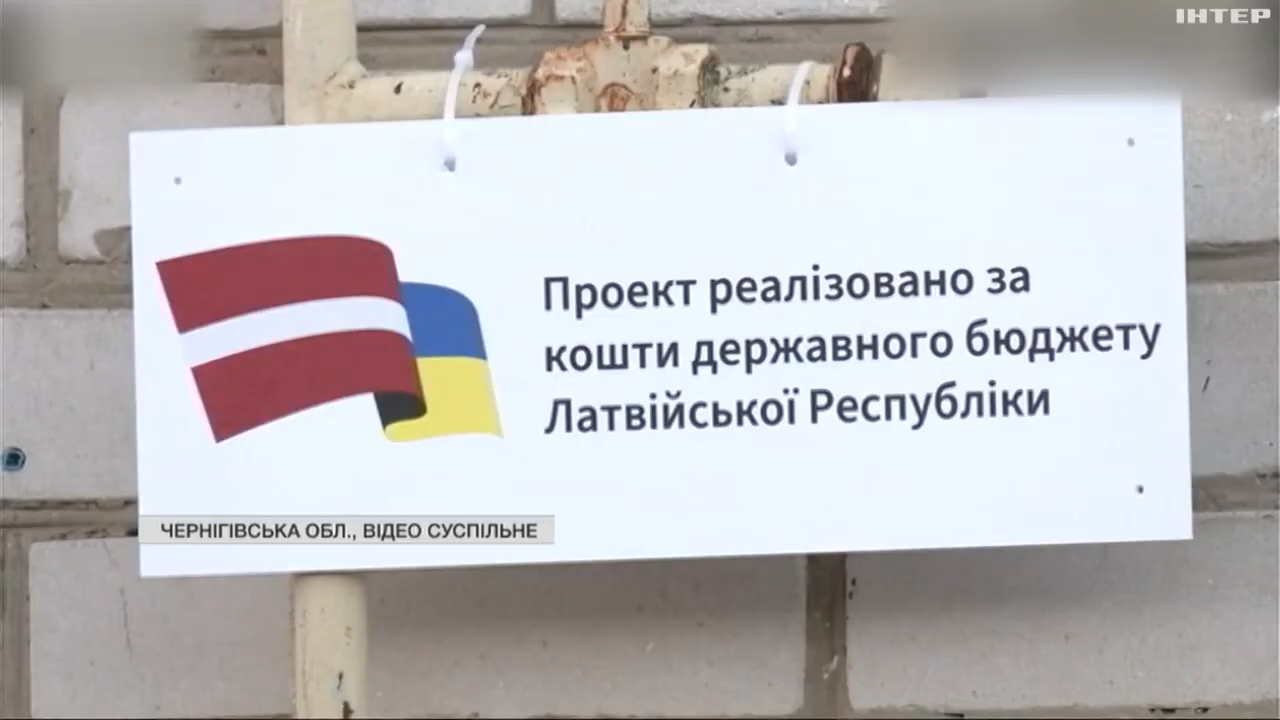 ІНТЕР
Проект реалізовано за
кошти державного бюджету
Латвійської Республіки
ЧЕРНІГІВСЬКА ОБЛ., ВІДЕО СУСПІЛЬНЕ